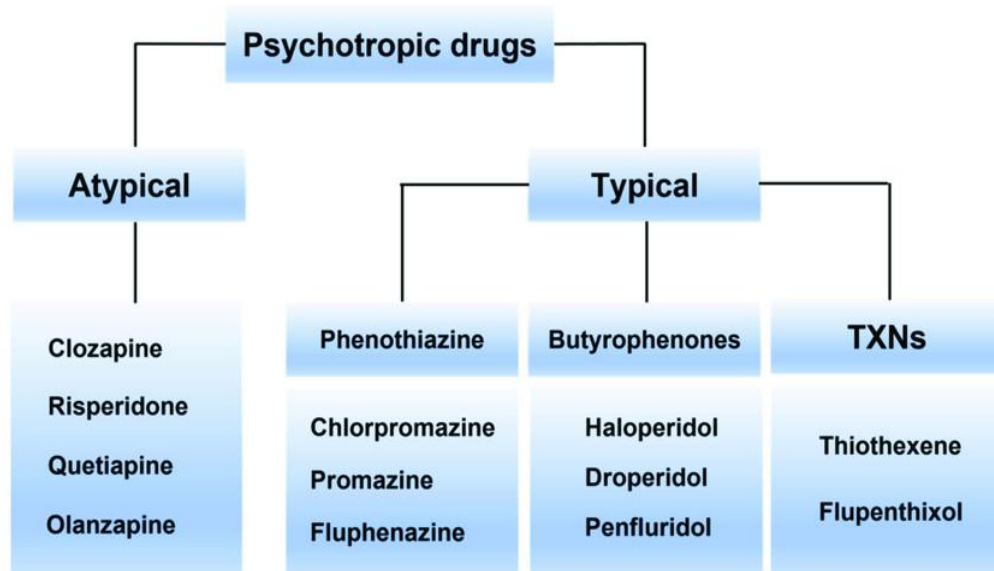 Psychotropic drugs
Atypical
Typical
Clozapine
Risperidone
Quetiapine
Olanzapine
Phenothiazine
Chlorpromazine
Promazine
Fluphenazine
Butyrophenones
Haloperidol
Droperidol
Penfluridol
TXNs
Thiothexene
Flupenthixol